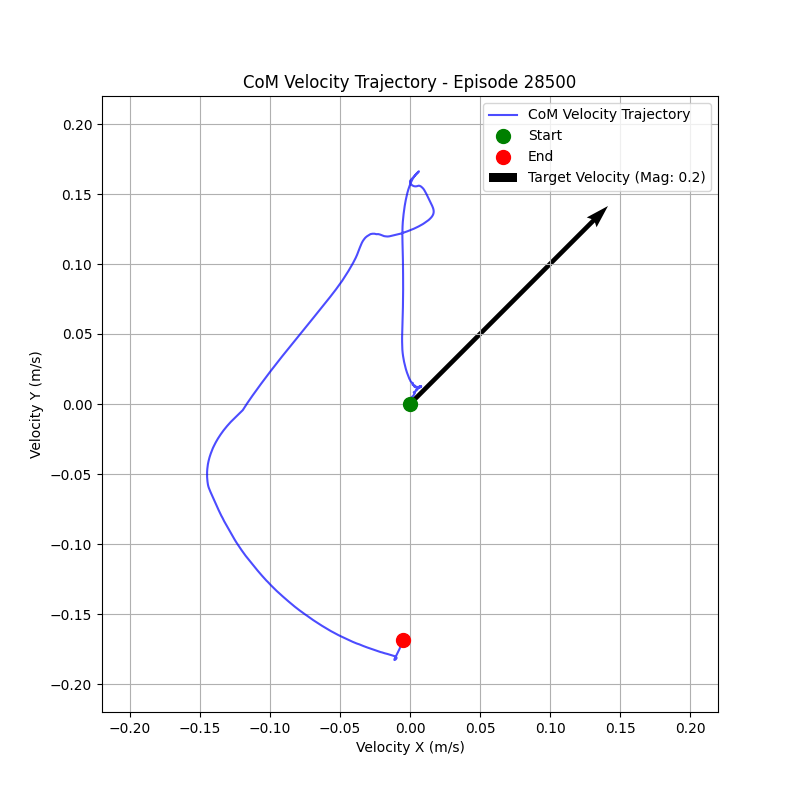 CoM Velocity Trajectory - Episode 28500
CoM Velocity Trajectory
Start
End
Target Velocity (Mag: 0.2)
0.20
0.15
0.10
0.05
0.00
−0.05
−0.10
−0.15
−0.20
Velocity Y (m/s)
−0.20 −0.15 −0.10 −0.05 0.00 0.05 0.10 0.15 0.20
Velocity X (m/s)